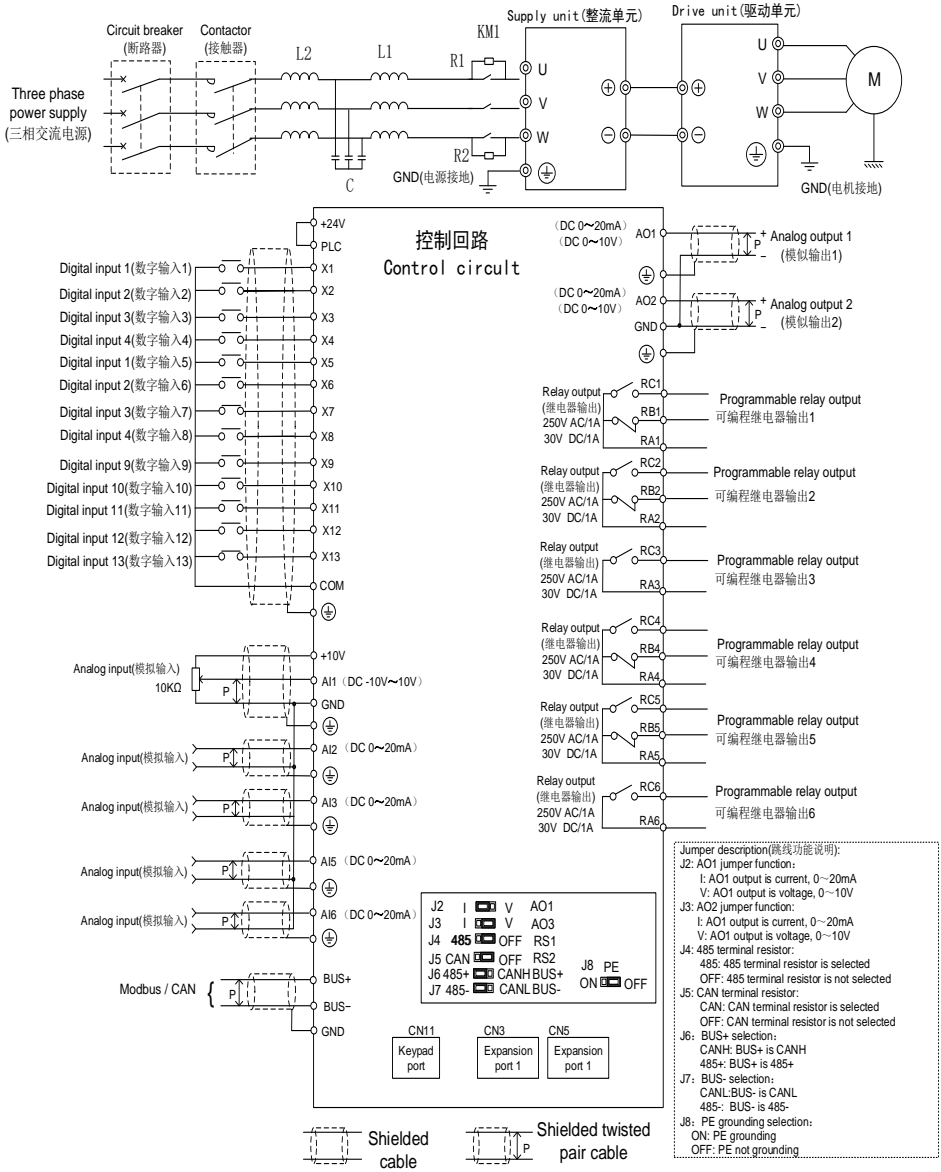 Supply unit(整流单元)
Drive unit(驱动单元)
Circuit breaker
(断路器)
Contactor
(接触器)
L2
L1
R1
KM1
U
V
W
U
V
W
M
Three phase
power supply
(三相交流电源)
R2
C
GND(电源接地)
GND(电机接地)
控制回路
Control circult
+24V
PLC
Digital input 1(数字输入1)
X1
Digital input 2(数字输入2)
X2
Digital input 3(数字输入3)
X3
Digital input 4(数字输入4)
X4
Digital input 1(数字输入5)
X5
Digital input 2(数字输入6)
X6
Digital input 3(数字输入7)
X7
Digital input 4(数字输入8)
X8
Digital input 9(数字输入9)
X9
Digital input 10(数字输入10)
X10
Digital input 11(数字输入11)
X11
Digital input 12(数字输入12)
X12
Digital input 13(数字输入13)
X13
COM
(DC 0~20mA)
(DC 0~10V)
AO1
P
+
−
Analog output 1
(模拟输出1)
(DC 0~20mA)
(DC 0~10V)
AO2
GND
P
+
−
Analog output 2
(模似输出2)
Relay output
(继电器输出)
250V AC/1A
30V DC/1A
RC1
RB1
RA1
Programmable relay output
可编程继电器输出1
Relay output
(继电器输出)
250V AC/1A
30V DC/1A
RC2
RB2
RA2
Programmable relay output
可编程继电器输出2
Relay output
(继电器输出)
250V AC/1A
30V DC/1A
RC3
RA3
Programmable relay output
可编程继电器输出3
Relay output
(继电器输出)
250V AC/1A
30V DC/1A
RC4
RB4
RA4
Programmable relay output
可编程继电器输出4
Relay output
(继电器输出)
250V AC/1A
30V DC/1A
RC5
RB5
RA5
Programmable relay output
可编程继电器输出5
Relay output
(继电器输出)
250V AC/1A
30V DC/1A
RC6
RA6
Programmable relay output
可编程继电器输出6
Analog input(模拟输入)
10KΩ
P
+10V
AI1 (DC -10V~10V)
GND
Analog input(模拟输入)
P
AI2 (DC 0~20mA)
Analog input(模拟输入)
P
AI3 (DC 0~20mA)
Analog input(模拟输入)
P
AI5 (DC 0~20mA)
Analog input(模拟输入)
P
AI6 (DC 0~20mA)
Modbus / CAN {
P
BUS+
BUS−
GND
J2 I V AO1
J3 I V AO3
J4 485 OFF RS1
J5 CAN OFF RS2
J6 485+ CANH BUS+
J7 485- CANL BUS-
J8 PE
ON OFF
CN11
Keypad
port
CN3
Expansion
port 1
CN5
Expansion
port 1
Jumper description(跳线功能说明):
J2: AO1 jumper function:
I: AO1 output is current, 0~20mA
V: AO1 output is voltage, 0~10V
J3: AO2 jumper function:
I: AO1 output is current, 0~20mA
V: AO1 output is voltage, 0~10V
J4: 485 terminal resistor:
485: 485 terminal resistor is selected
OFF: 485 terminal resistor is not selected
J5: CAN terminal resistor:
CAN: CAN terminal resistor is selected
OFF: CAN terminal resistor is not selected
J6: BUS+ selection:
CANH: BUS+ is CANH
485+: BUS+ is 485+
J7: BUS- selection:
CANL:BUS- is CANL
485-: BUS- is 485-
J8: PE grounding selection:
ON: PE grounding
OFF: PE not grounding
Shielded
cable
P
Shielded twisted
pair cable